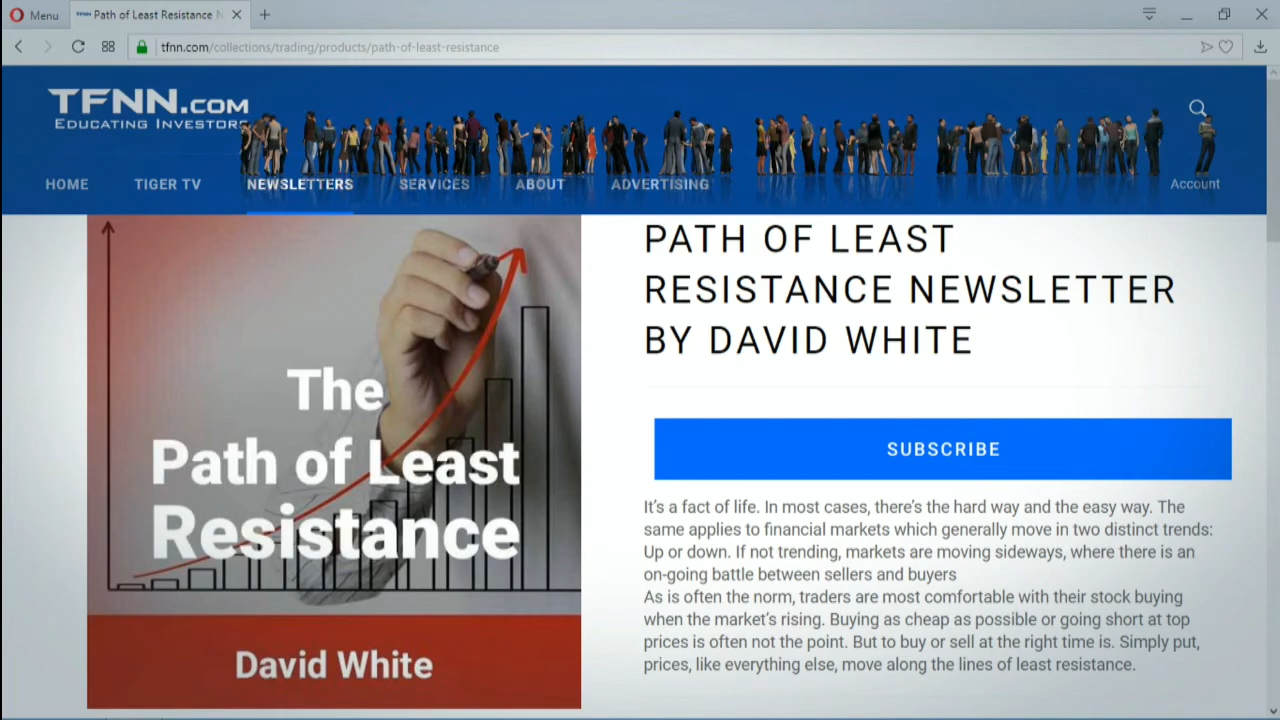 Menu
Path of Least Resistance N
tfnn.com/collections/trading/products/path-of-least-resistance
TFNN.COM
EDUCATING INVESTORS
HOME
TIGER TV
NEWSLETTERS
SERVICES
ABOUT
ADVERTISING
Account
The
Path of Least
Resistance
David White
PATH OF LEAST
RESISTANCE NEWSLETTER
BY DAVID WHITE
SUBSCRIBE
It's a fact of life. In most cases, there's the hard way and the easy way. The
same applies to financial markets which generally move in two distinct trends:
Up or down. If not trending, markets are moving sideways, where there is an
on-going battle between sellers and buyers
As is often the norm, traders are most comfortable with their stock buying
when the market's rising. Buying as cheap as possible or going short at top
prices is often not the point. But to buy or sell at the right time is. Simply put,
prices, like everything else, move along the lines of least resistance.